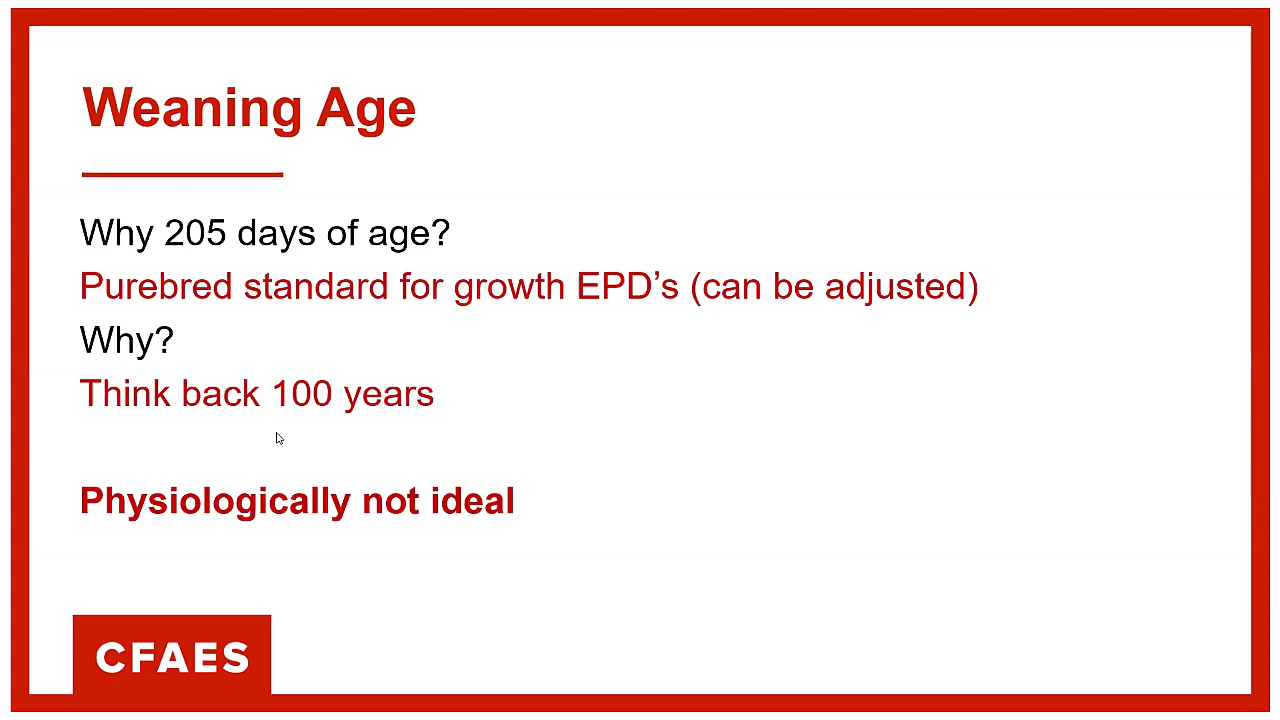 Weaning Age
Why 205 days of age?
Purebred standard for growth EPD’s (can be adjusted)
Why?
Think back 100 years
Physiologically not ideal
CFAES